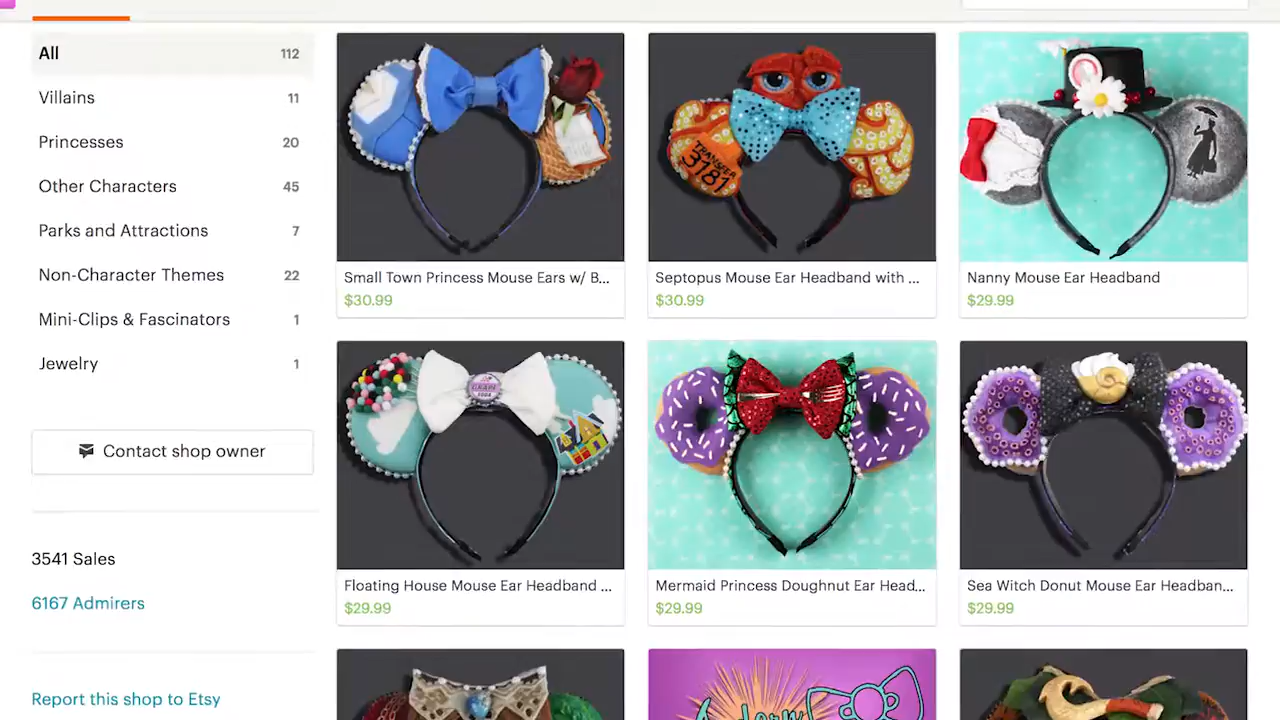 All 112
Villains 11
Princesses 20
Other Characters 45
Parks and Attractions 7
Non-Character Themes 22
Mini-Clips & Fascinators 1
Jewelry 1
Contact shop owner
3541 Sales
6167 Admirers
Report this shop to Etsy
TRANSFER
3181
Small Town Princess Mouse Ears w/ B...
$30.99
Septopus Mouse Ear Headband with ...
$30.99
Nanny Mouse Ear Headband
$29.99
GRAPE
SODA
Floating House Mouse Ear Headband ...
$29.99
Mermaid Princess Doughnut Ear Head...
$29.99
Sea Witch Donut Mouse Ear Headban...
$29.99